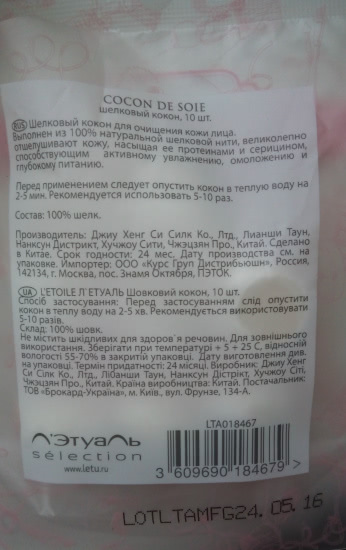 COCON DE SOIE
шелковый кокон, 10 шт.
RUS Шелковый кокон для очищения кожи лица.
Выполнен из 100% натуральной шелковой нити, великолепно
отшелушивают кожу, насыщая ее протеинами и серицином,
способствующим активному увлажнению, омоложению и
глубокому питанию.
Перед применением следует опустить кокон в теплую воду на
2-5 мин. Рекомендуется использовать 5-10 раз.
Состав: 100% шелк.
Производитель: Джиу Хенг Си Силк Ко., Лтд., Лианши Таун,
Нанксун Дистрикт, Хучжоу Сити, Чжэцзян Про., Китай. Сделано
в Китае. Срок годности: 24 мес. Дата производства см. на
упаковке. Импортер: ООО «Курс Груп Дистрибьюшн», Россия,
142134, г. Москва, пос. Знамя Октября, ПЭТОК.
UA L'ETOILE Л`ЕТУАЛЬ Шовковий кокон, 10 шт.
Спосіб застосування: Перед застосуванням слід опустити
кокон в теплу воду на 2-5 хв. Рекомендується використовувати
5-10 разів.
Склад: 100% шовк.
Не містить шкідливих для здоров`я речовин. Для зовнішнього
використання. Зберігати при температурі + 5 + 25 С, відносній
вологості 55-70% в закритій упаковці. Дату виготовлення див.
на упаковці. Термін придатності: 24 місяці. Виробник: Джиу Хенг
Си Сілк Ко., Лтд., Лібанши Таун, Нанксун Дістрікт, Хучжоу Сіті,
Чжэцзян Про., Китай. Країна виробництва: Китай. Постачальник:
ТОВ «Брокард-Україна», м. Київ, вул. Фрунзе, 134-А.
LTA018467
Л'Этуаль
sélection
www.letu.ru
3 609690 184679 >
LOTLTAMFG24. 05. 16